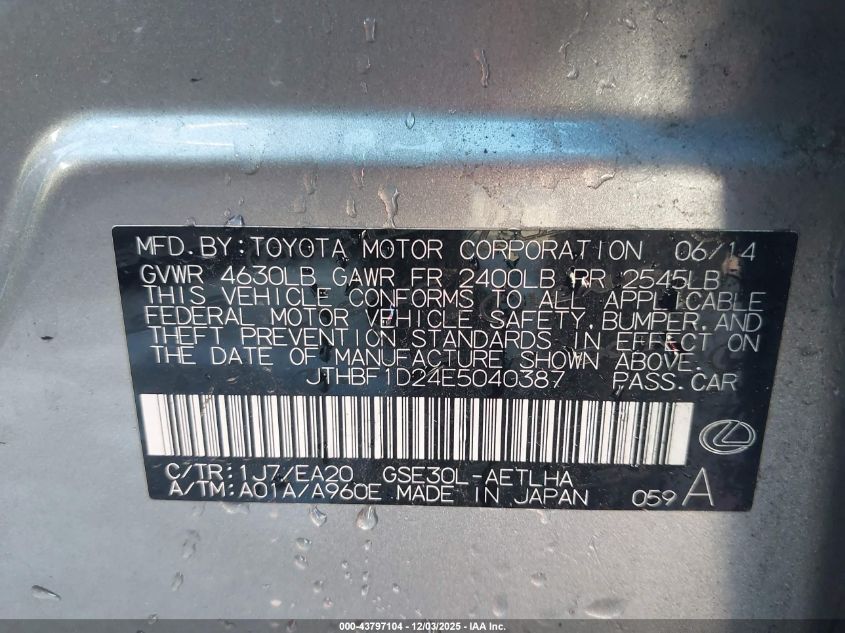 MFD.BY:TOYOTA MOTOR CORPORATION 06/14
GVWR 4630LB GAWR FR 2400LB RR 2545LB
THIS VEHICLE CONFORMS TO ALL APPLICABLE
FEDERAL MOTOR VEHICLE SAFETY,BUMPER,AND
THEFT PREVENTION STANDARDS IN EFFECT ON
THE DATE OF MANUFACTURE SHOWN ABOVE.
JTHBF1D24E5040387 PASS.CAR
C/TR:1J7/EA20 GSE30L-AETLHA
A/TM:A01A/A960E MADE IN JAPAN 059 A
000-43797104 - 12/03/2025 - IAA Inc.